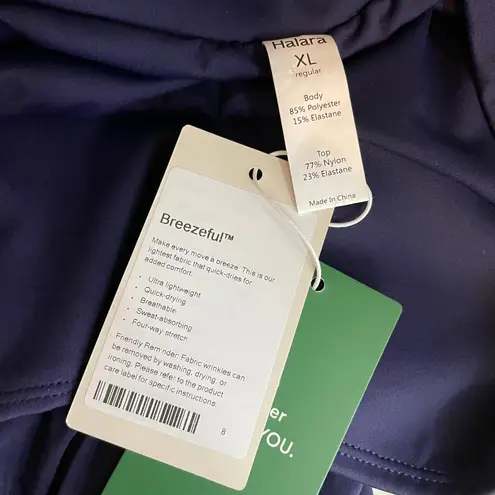 Halara
XL
regular
Body
85% Polyester
15% Elastane
Top
77% Nylon
23% Elastane
Made In China
Breezeful™
Make every move a breeze. This is our
lightest fabric that quick-dries for
added comfort.
• Ultra lightweight
• Quick-drying
• Breathable
• Sweat-absorbing
• Four-way stretch
Friendly Reminder: Fabric wrinkles can
be removed by washing, drying, or
ironing. Please refer to the product
care label for specific instructions.
8
YOU.